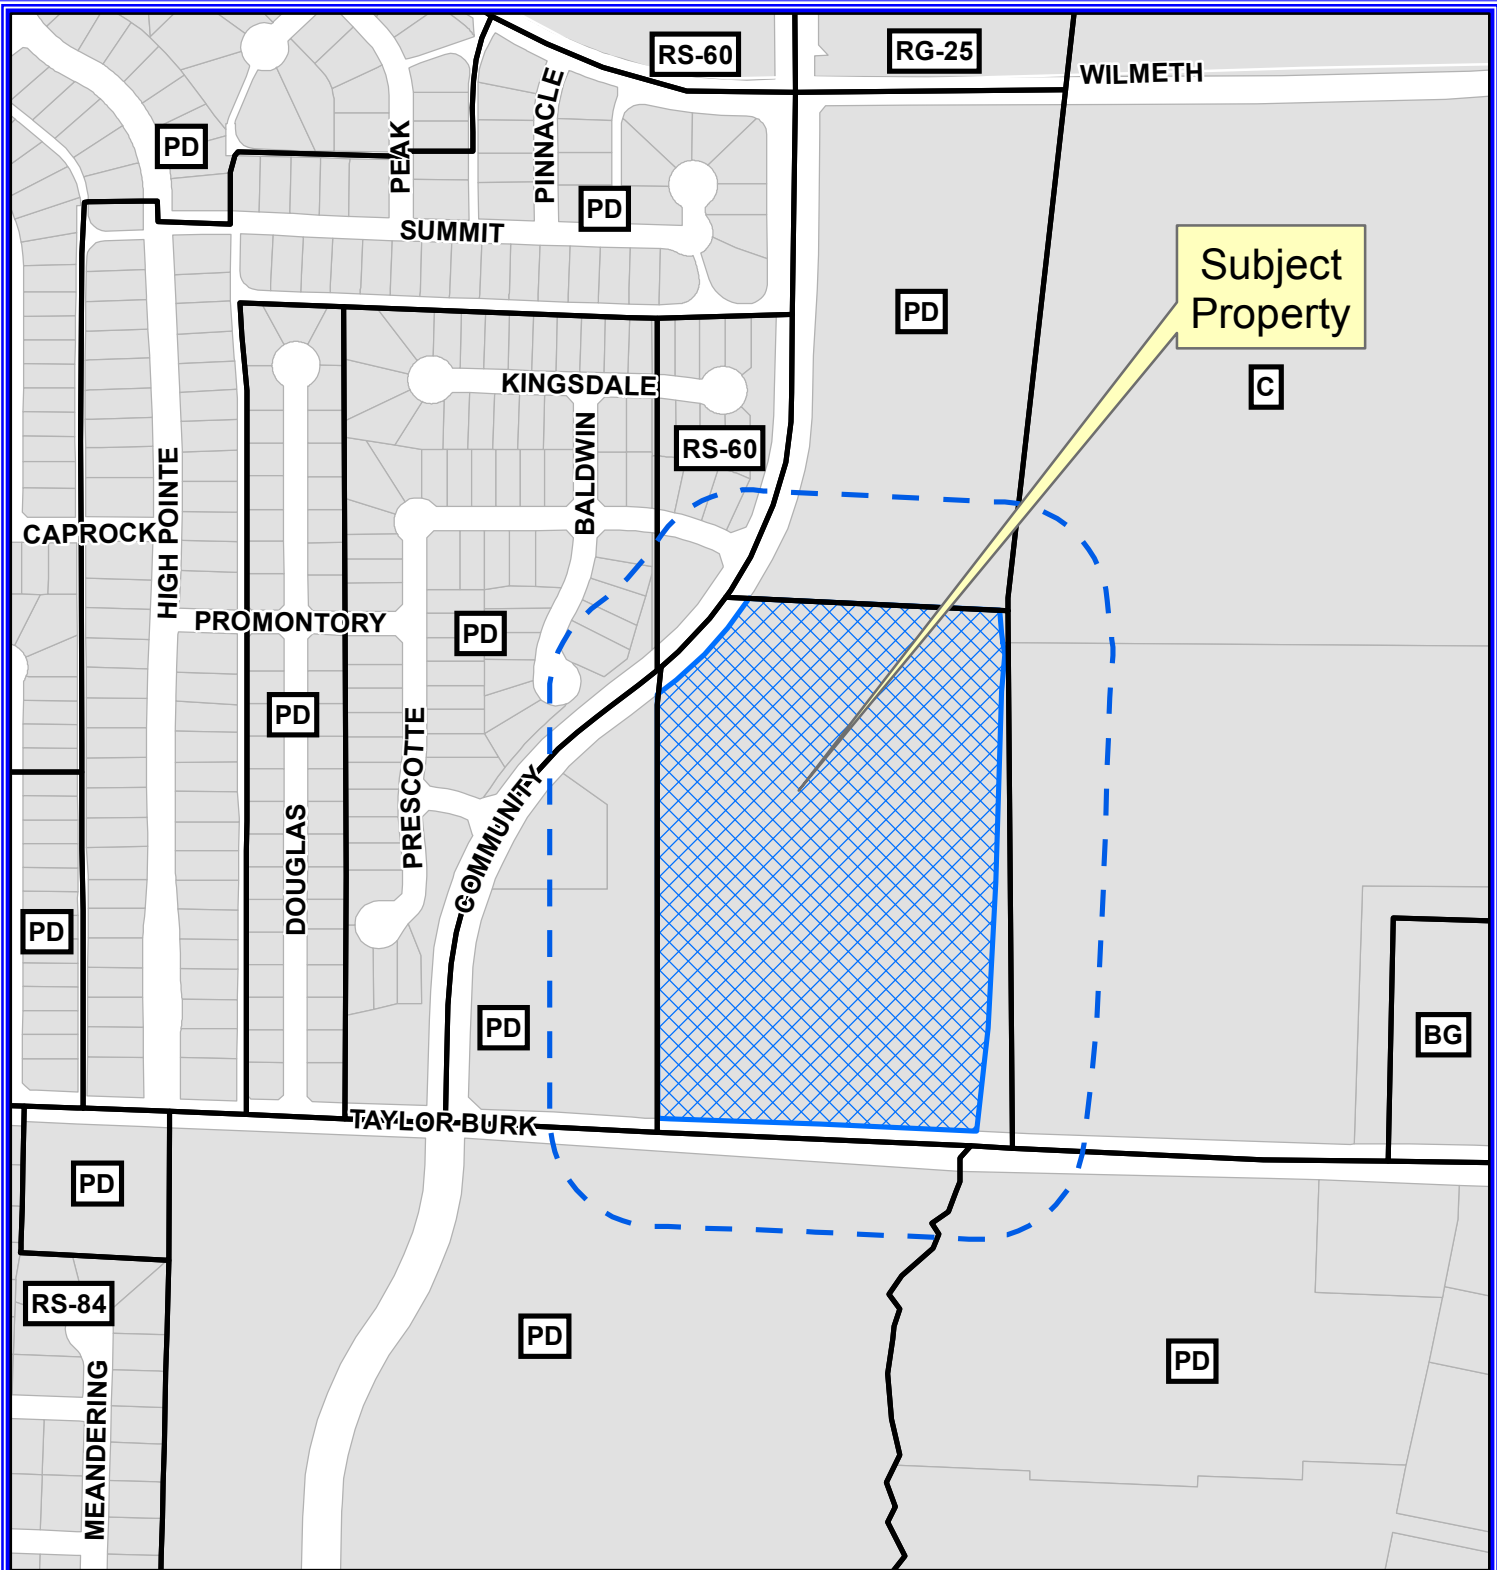 RS-60
RG-25
WILMETH
PD
PEAK
PINNACLE
PD
SUMMIT
Subject
Property
PD
C
KINGSDALE
BALDWIN
RS-60
HIGH POINTE
CAPROCK
PROMONTORY
PD
PD
PRESCOTTE
COMMUNITY
DOUGLAS
PD
PD
BG
TAYLOR BURK
PD
RS-84
PD
PD
MEANDERING